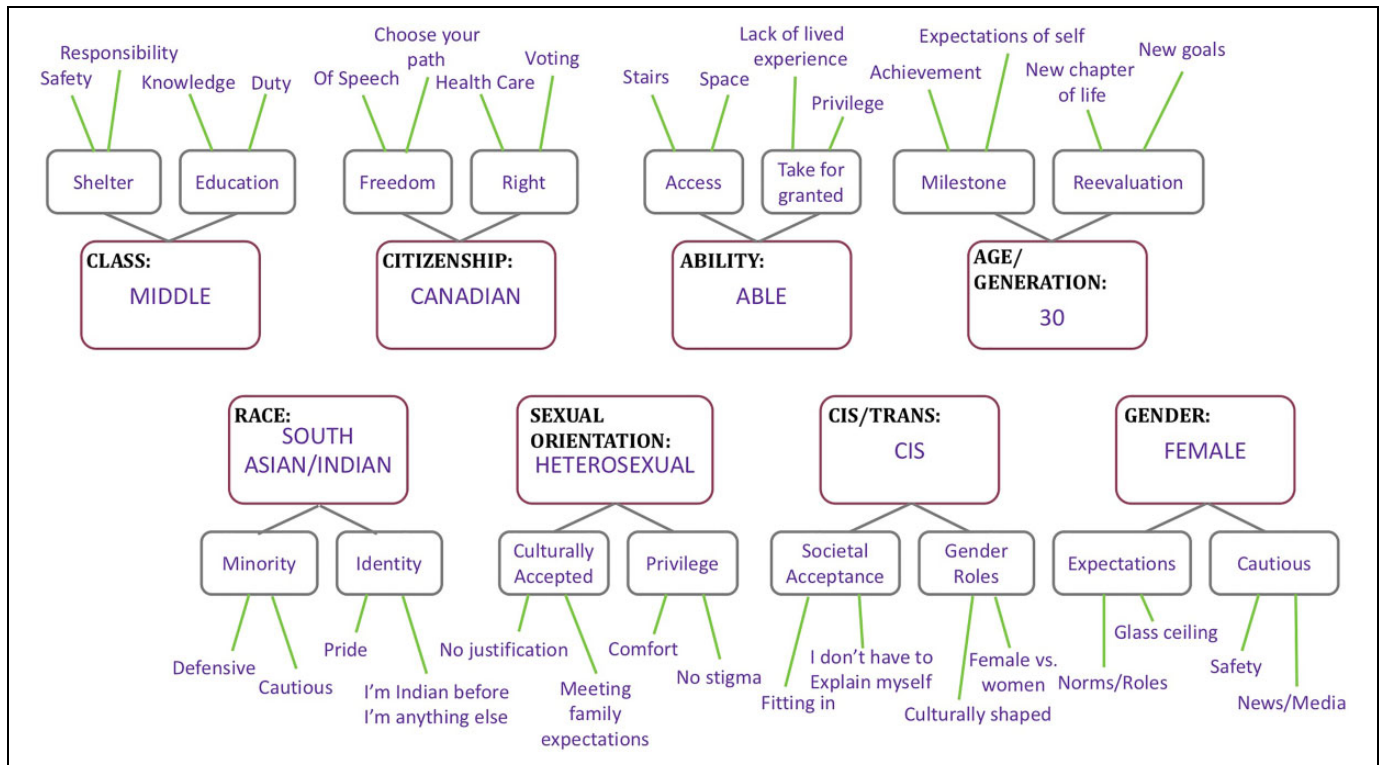 Responsibility
Safety
Knowledge
Duty
Shelter
Education
CLASS:
MIDDLE
Choose your
path
Of Speech
Health Care
Voting
Freedom
Right
CITIZENSHIP:
CANADIAN
Lack of lived
experience
Stairs
Space
Privilege
Access
Take for
granted
ABILITY:
ABLE
Expectations of self
New goals
Achievement
New chapter
of life
Milestone
Reevaluation
AGE/
GENERATION:
30
RACE:
SOUTH
ASIAN/INDIAN
Minority
Identity
Defensive
Cautious
Pride
I'm Indian before
I'm anything else
SEXUAL
ORIENTATION:
HETEROSEXUAL
Culturally
Accepted
Privilege
No justification
Meeting
family
expectations
Comfort
No stigma
CIS/TRANS:
CIS
Societal
Acceptance
Gender
Roles
Fitting in
I don't have to
Explain myself
Culturally shaped
Female vs.
women
GENDER:
FEMALE
Expectations
Cautious
Norms/Roles
Glass ceiling
Safety
News/Media